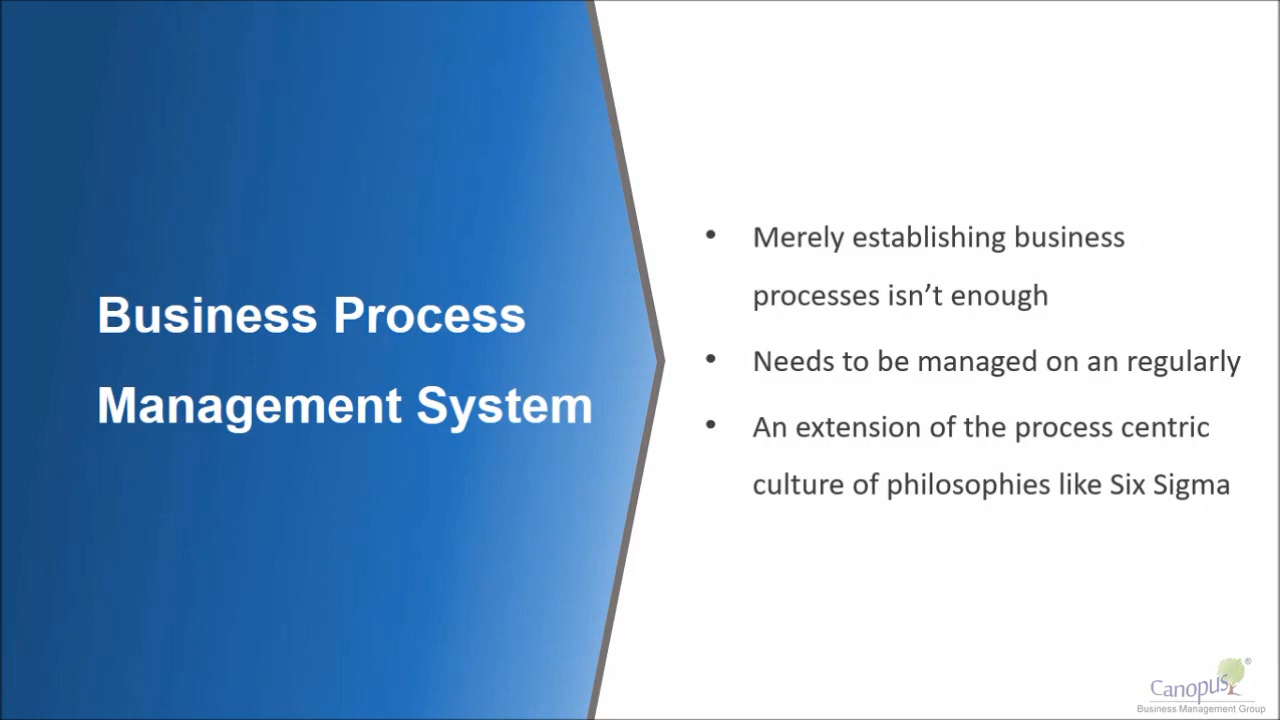 Business Process
Management System
• Merely establishing business
processes isn’t enough
• Needs to be managed on an regularly
• An extension of the process centric
culture of philosophies like Six Sigma
Canopus®
Business Management Group